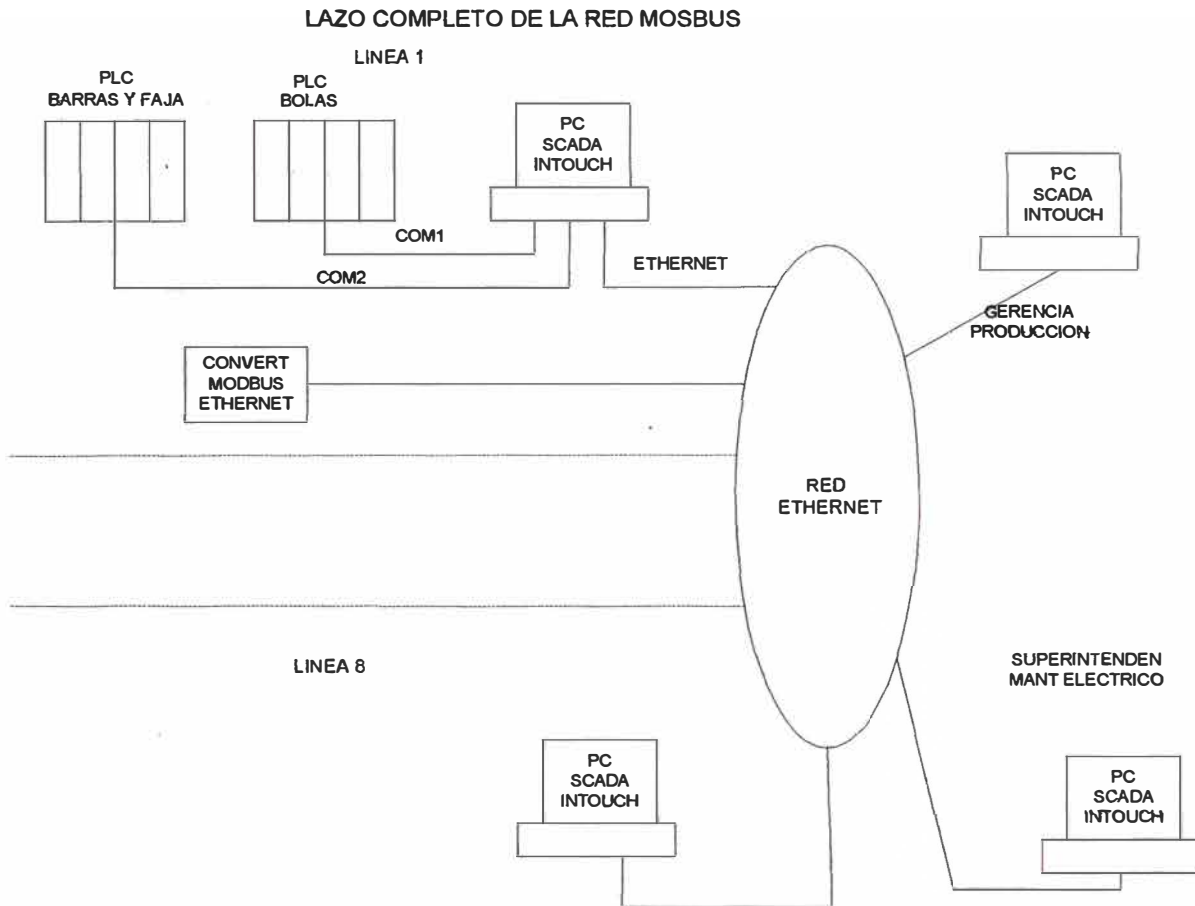 LAZO COMPLETO DE LA RED MOSBUS
LINEA 1
PLC
BARRAS Y FAJA
PLC
BOLAS
PC
SCADA
INTOUCH
PC
SCADA
INTOUCH
COM1
COM2
ETHERNET
GERENCIA
PRODUCCION
CONVERT
MODBUS
ETHERNET
RED
ETHERNET
LINEA 8
SUPERINTENDEN
MANT ELECTRICO
PC
SCADA
INTOUCH
PC
SCADA
INTOUCH